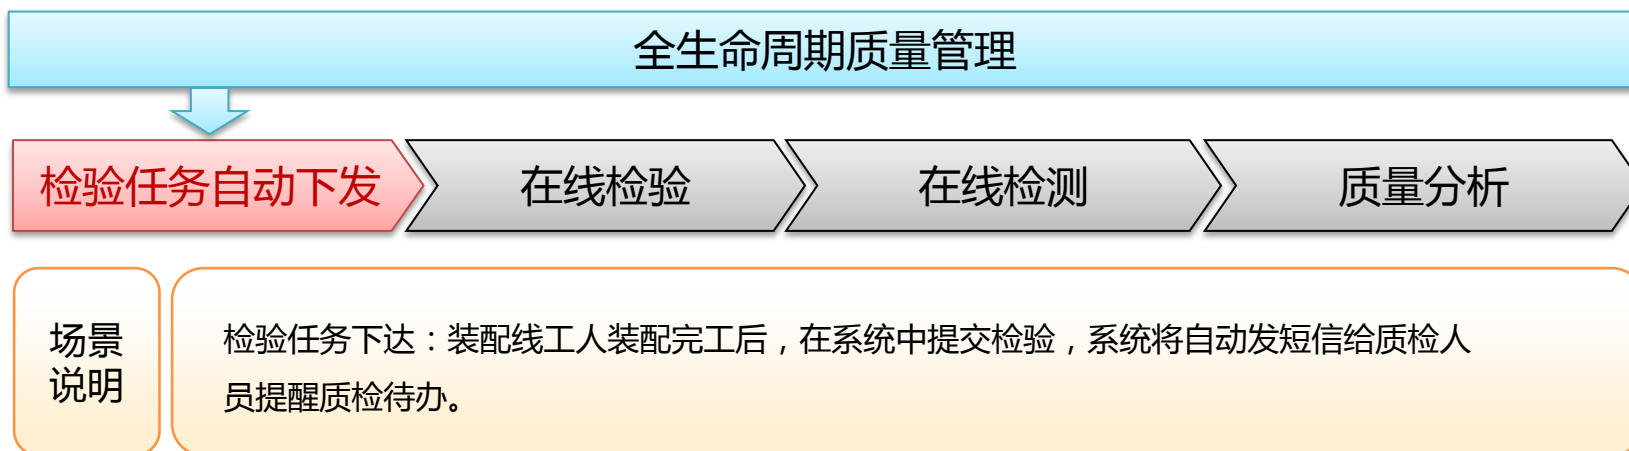 全生命周期质量管理
检验任务自动下发
在线检验
在线检测
质量分析
场景
说明
检验任务下达：装配线工人装配完工后，在系统中提交检验，系统将自动发短信给质检人
员提醒质检待办。